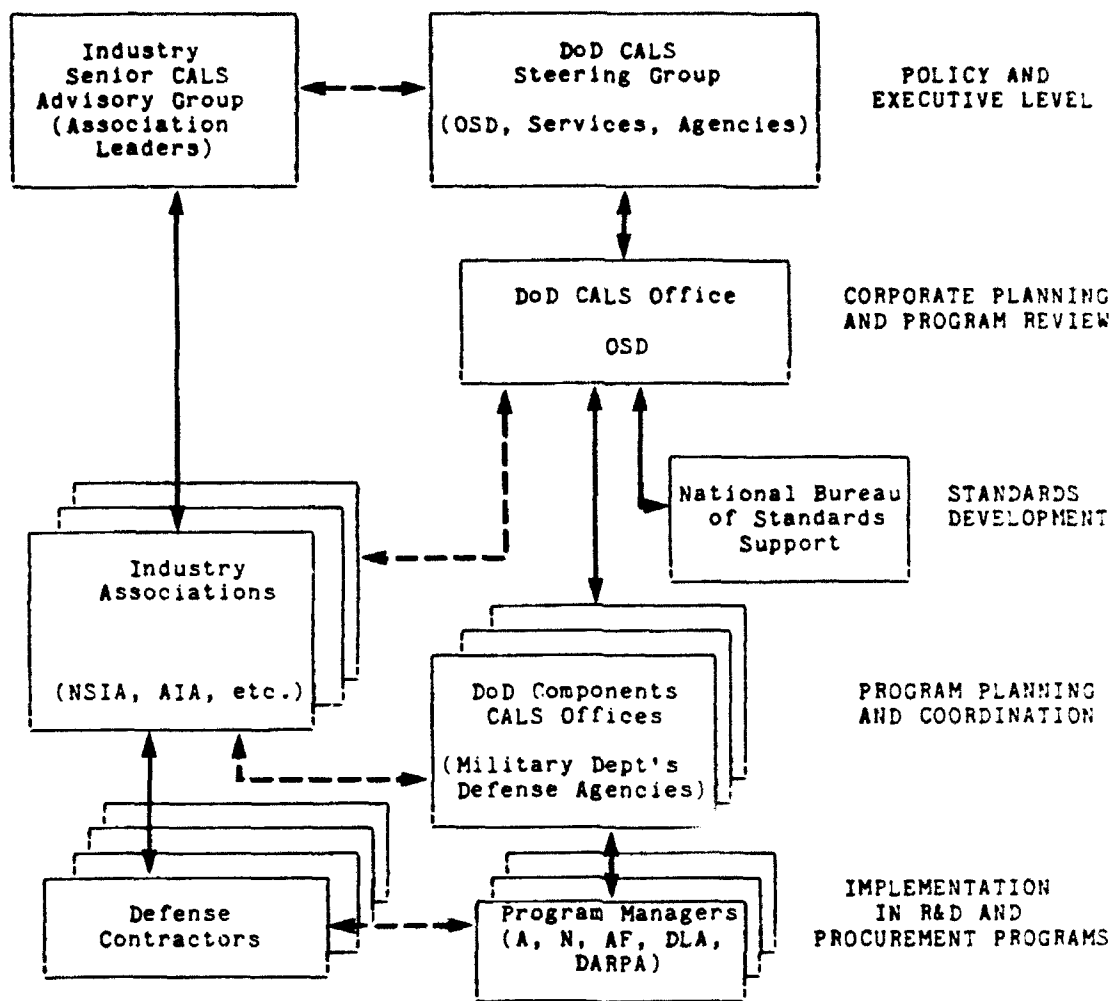 Industry
Senior CALS
Advisory Group
(Association
Leaders)
DoD CALS
Steering Group
(OSD, Services, Agencies)
POLICY AND
EXECUTIVE LEVEL
DoD CALS Office
OSD
CORPORATE PLANNING
AND PROGRAM REVIEW
National Bureau
of Standards
Support
STANDARDS
DEVELOPMENT
Industry
Associations
(NSIA, AIA, etc.)
DoD Components
CALS Offices
(Military Dept's
Defense Agencies)
PROGRAM PLANNING
AND COORDINATION
Defense
Contractors
Program Managers
(A, N, AF, DLA,
DARPA)
IMPLEMENTATION
IN R&D AND
PROCUREMENT PROGRAMS